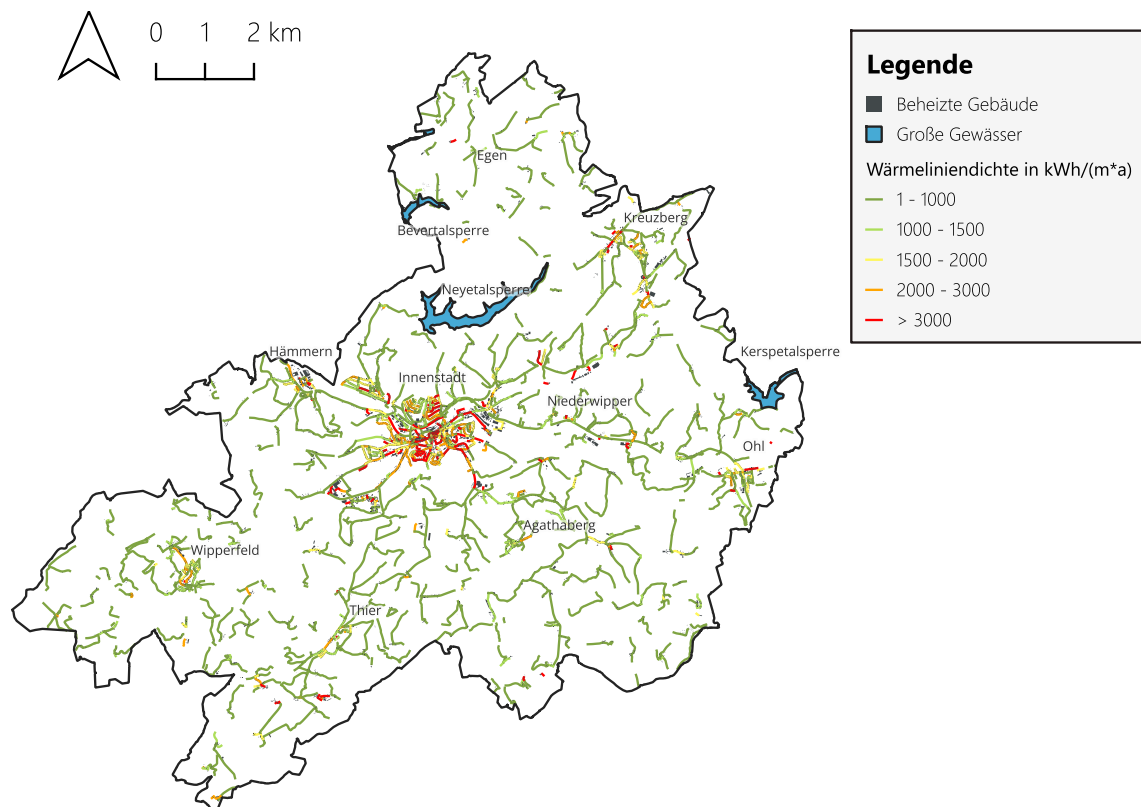 0 1 2 km
Legende
Beheizte Gebäude
Große Gewässer
Wärmeliniendichte in kWh/(m*a)
1 - 1000
1000 - 1500
1500 - 2000
2000 - 3000
> 3000
Egen
Kreuzberg
Bevertalsperre
Neyetalsperre
Hämmern
Kerspetalsperre
Innenstadt
Niederwipper
Ohl
Agathaberg
Wipperfeld
Thier